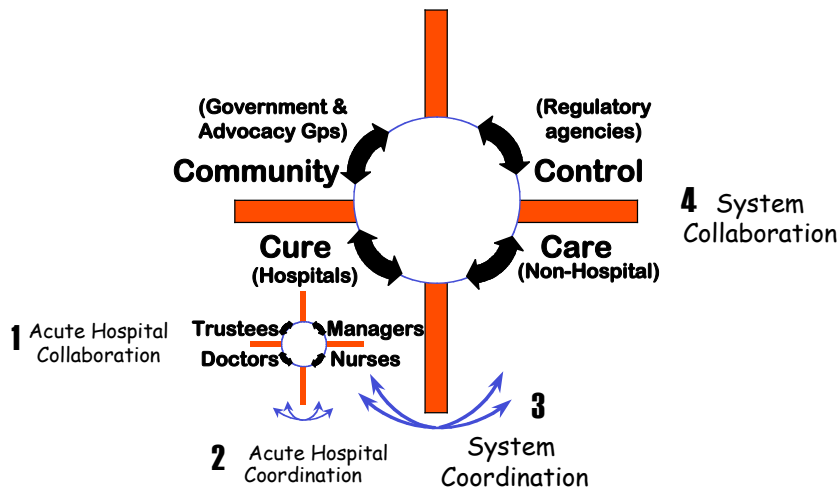 (Government &
Advocacy Gps)
Community
(Regulatory
agencies)
Control
4 System
Collaboration
Cure
(Hospitals)
Care
(Non-Hospital)
1 Acute Hospital
Collaboration
Trustees
Managers
Doctors
Nurses
2 Acute Hospital
Coordination
3
System
Coordination